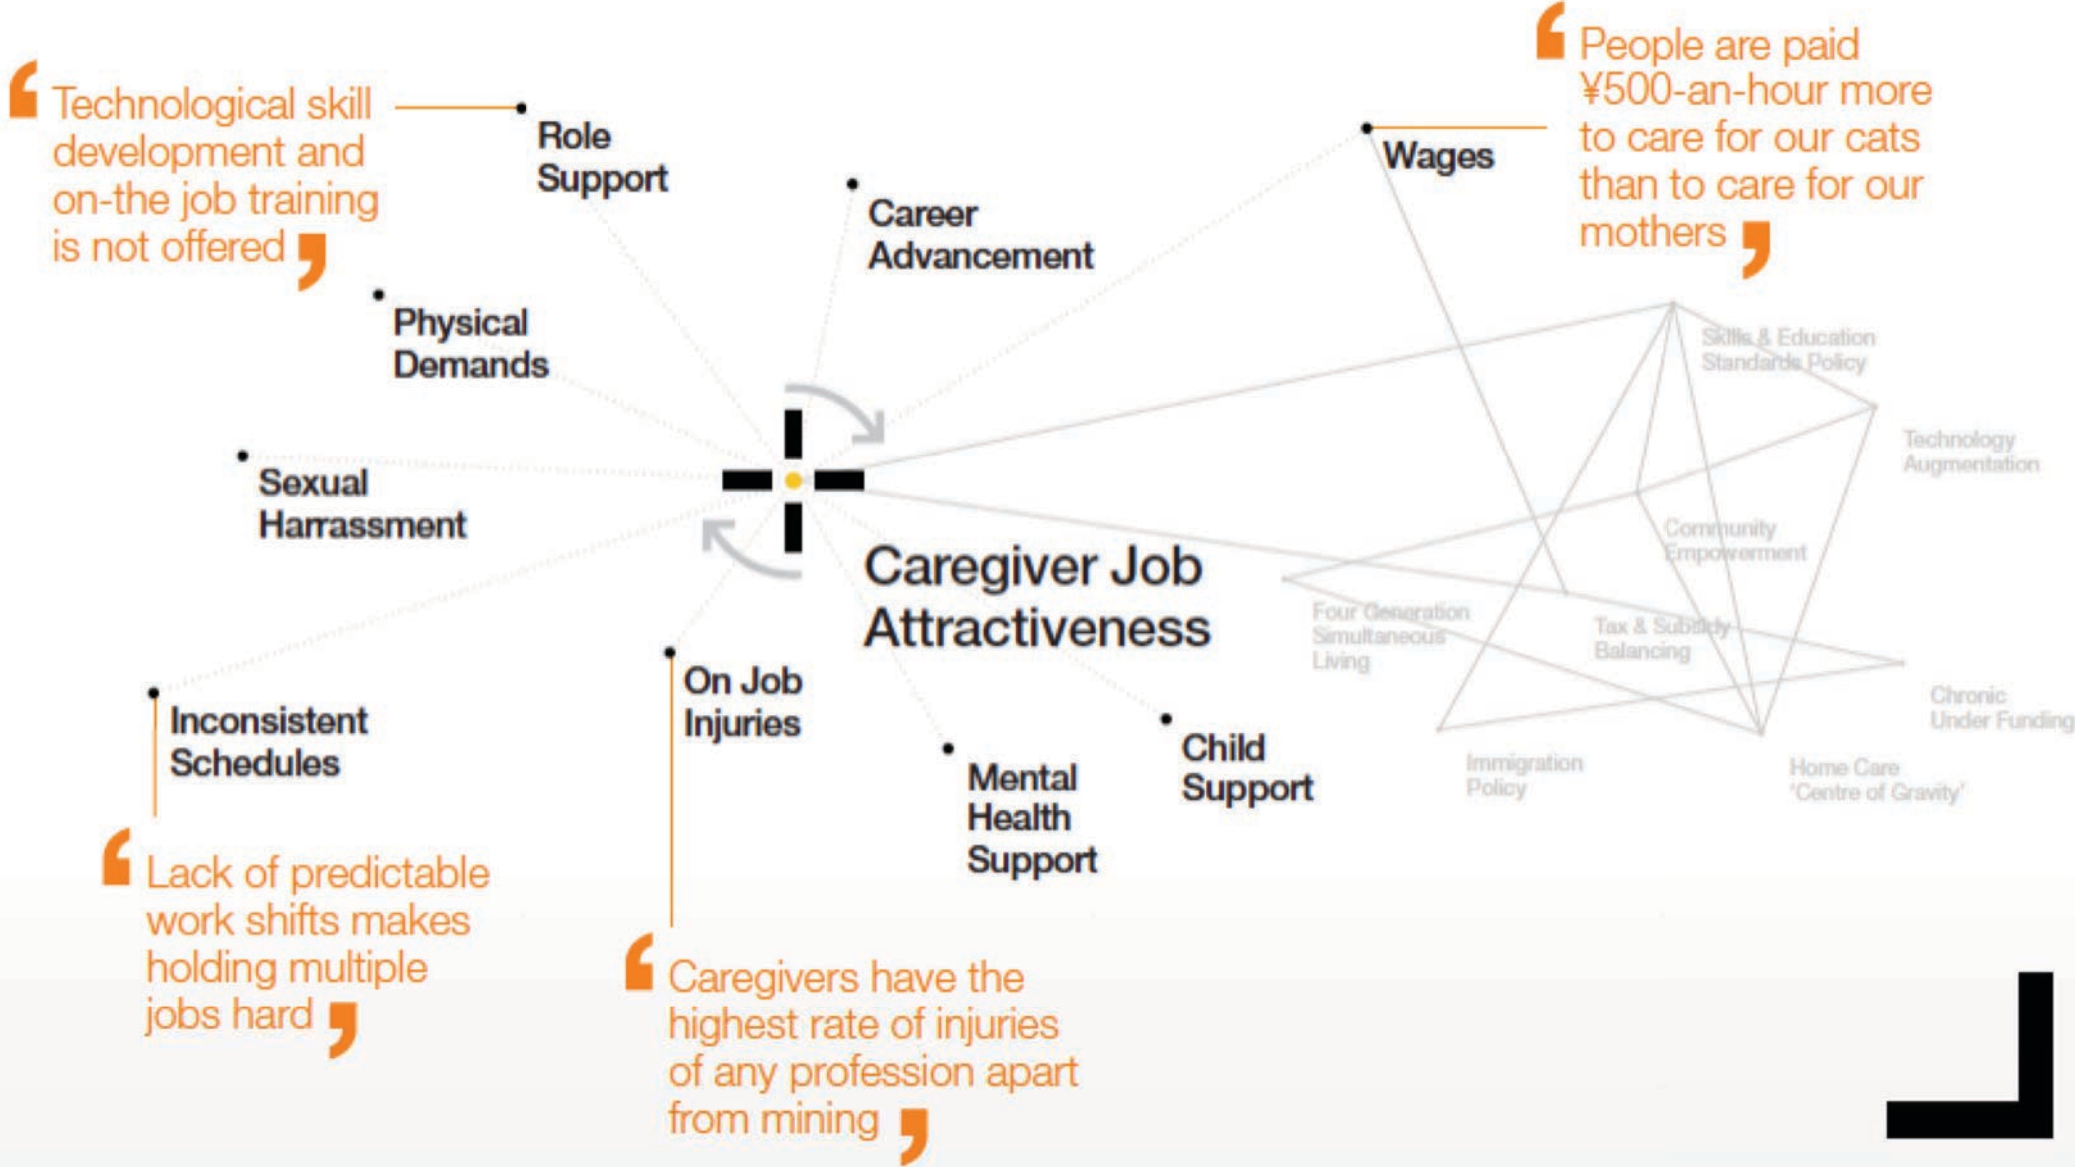 ‘ Technological skill
development and
on-the job training
is not offered ’
Role
Support
Career
Advancement
Wages
‘ People are paid
¥500-an-hour more
to care for our cats
than to care for our
mothers ’
Physical
Demands
Skills & Education
Standards Policy
Technology
Augmentation
Sexual
Harrassment
Community
Empowerment
Caregiver Job
Attractiveness
Four Generation
Simultaneous
Living
Tax & Subsidy
Balancing
Chronic
Under Funding
Immigration
Policy
Home Care
‘Centre of Gravity’
Inconsistent
Schedules
On Job
Injuries
Mental
Health
Support
Child
Support
‘ Lack of predictable
work shifts makes
holding multiple
jobs hard ’
‘ Caregivers have the
highest rate of injuries
of any profession apart
from mining ’